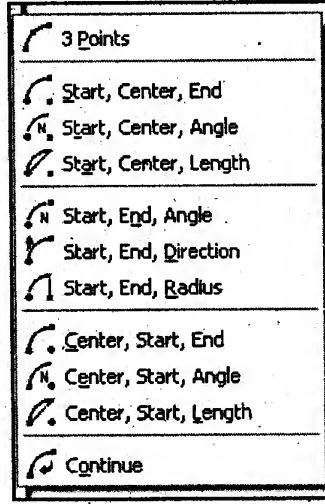 3 Points
Start, Center, End
Start, Center, Angle
Start, Center, Length
Start, End, Angle
Start, End, Direction
Start, End, Radius
Center, Start, End
Center, Start, Angle
Center, Start, Length
Continue